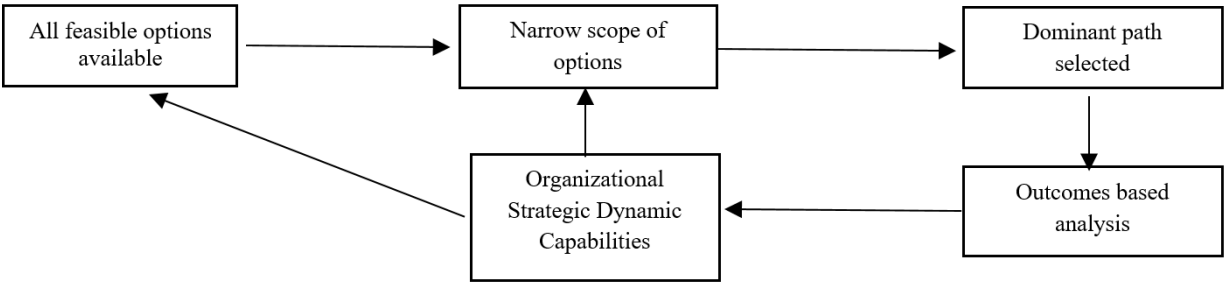 All feasible options
available
Narrow scope of
options
Dominant path
selected
Organizational
Strategic Dynamic
Capabilities
Outcomes based
analysis